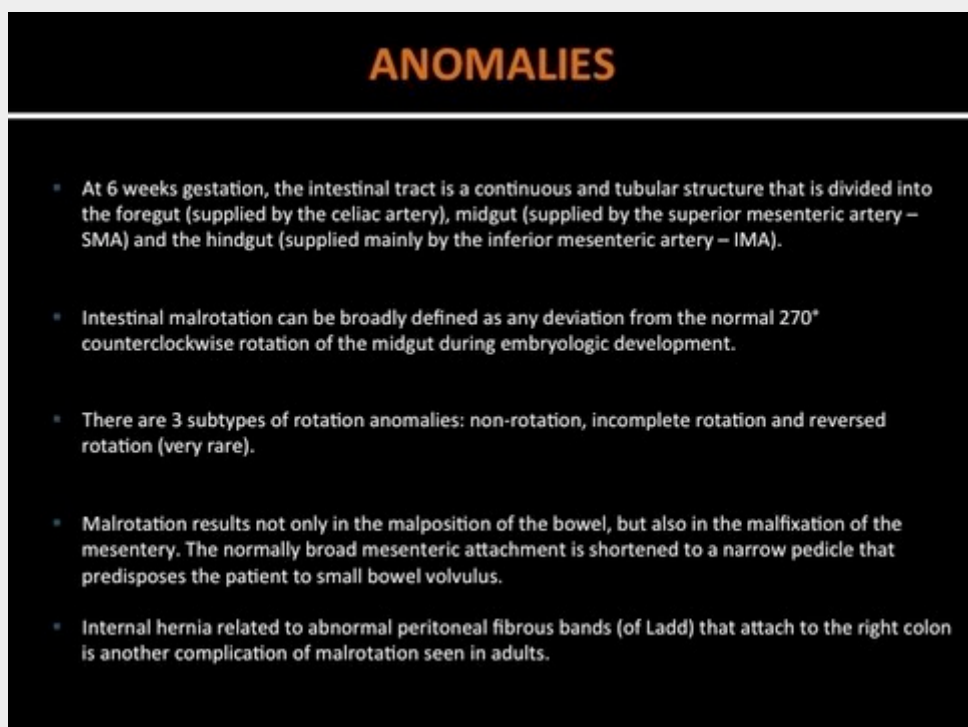 ANOMALIES
▪ At 6 weeks gestation, the intestinal tract is a continuous and tubular structure that is divided into
the foregut (supplied by the celiac artery), midgut (supplied by the superior mesenteric artery –
SMA) and the hindgut (supplied mainly by the inferior mesenteric artery – IMA).
▪ Intestinal malrotation can be broadly defined as any deviation from the normal 270°
counterclockwise rotation of the midgut during embryologic development.
▪ There are 3 subtypes of rotation anomalies: non-rotation, incomplete rotation and reversed
rotation (very rare).
▪ Malrotation results not only in the malposition of the bowel, but also in the malfixation of the
mesentery. The normally broad mesenteric attachment is shortened to a narrow pedicle that
predisposes the patient to small bowel volvulus.
▪ Internal hernia related to abnormal peritoneal fibrous bands (of Ladd) that attach to the right colon
is another complication of malrotation seen in adults.